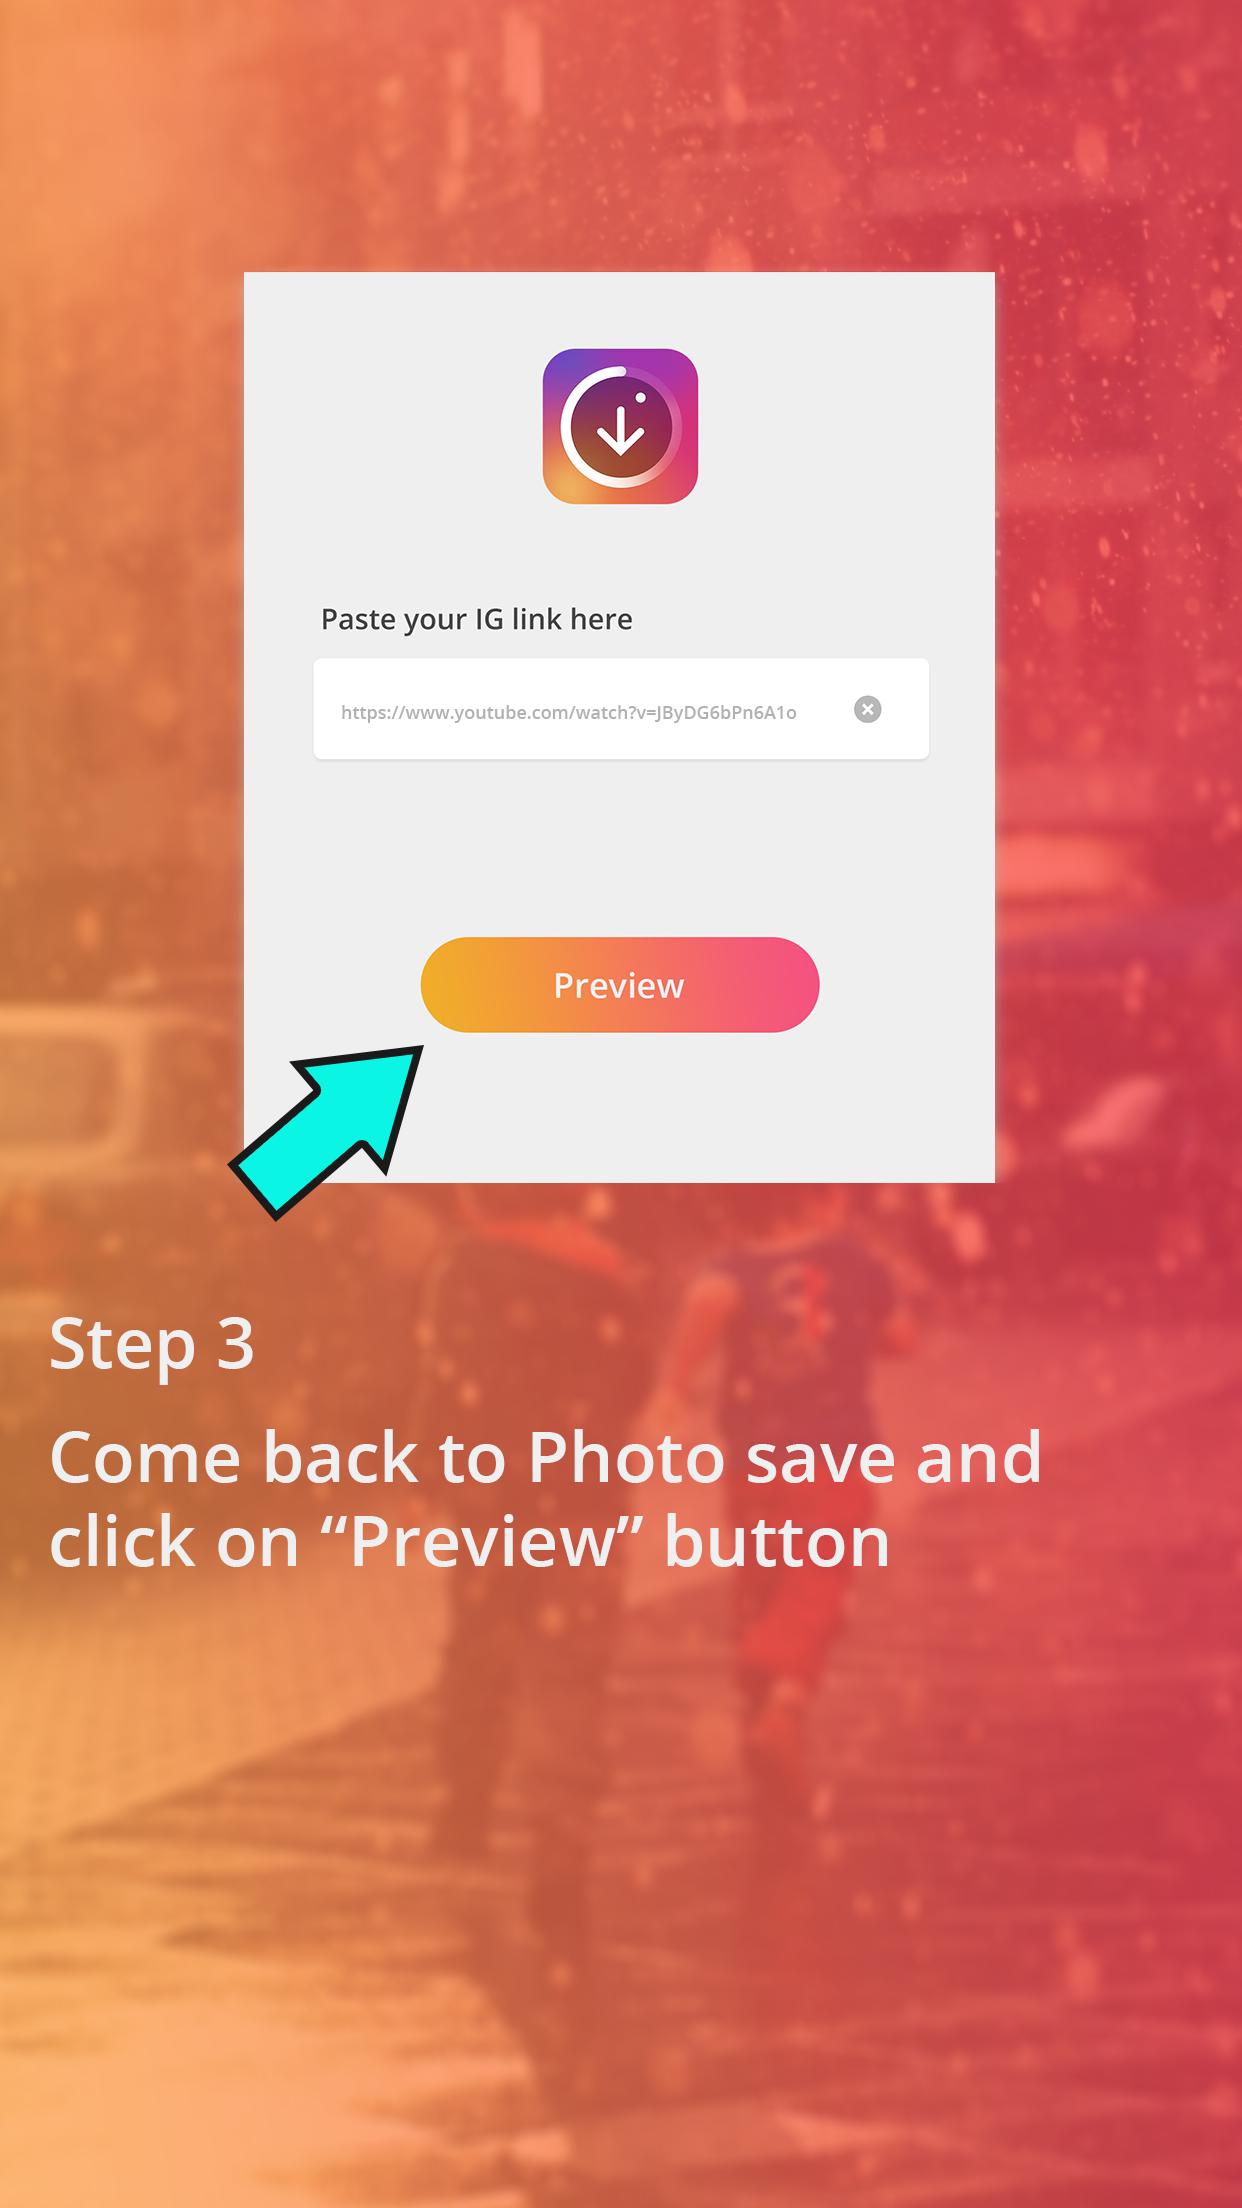 Paste your IG link here
https://www.youtube.com/watch?v=JByDG6bPn6A1o
Preview
Step 3
Come back to Photo save and
click on “Preview” button